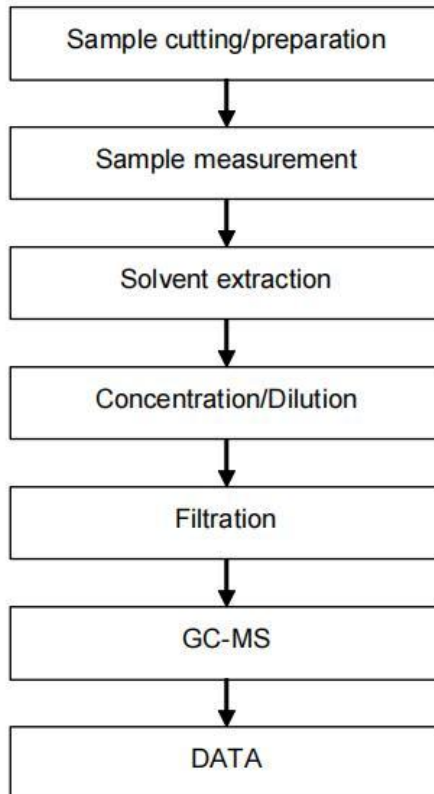 Sample cutting/preparation
Sample measurement
Solvent extraction
Concentration/Dilution
Filtration
GC-MS
DATA